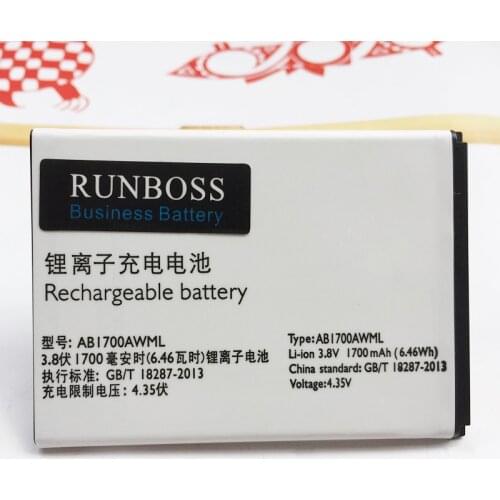 RUNBOSS
Business Battery
锂离子充电电池
Rechargeable battery
型号: AB1700AWML
3.8伏 1700 毫安时(6.46瓦时)锂离子电池
执行标准: GB/T 18287-2013
充电限制电压: 4.35伏
Type:AB1700AWML
Li-ion 3.8V 1700mAh (6.46Wh)
China standard: GB/T 18287-2013
Voltage:4.35V